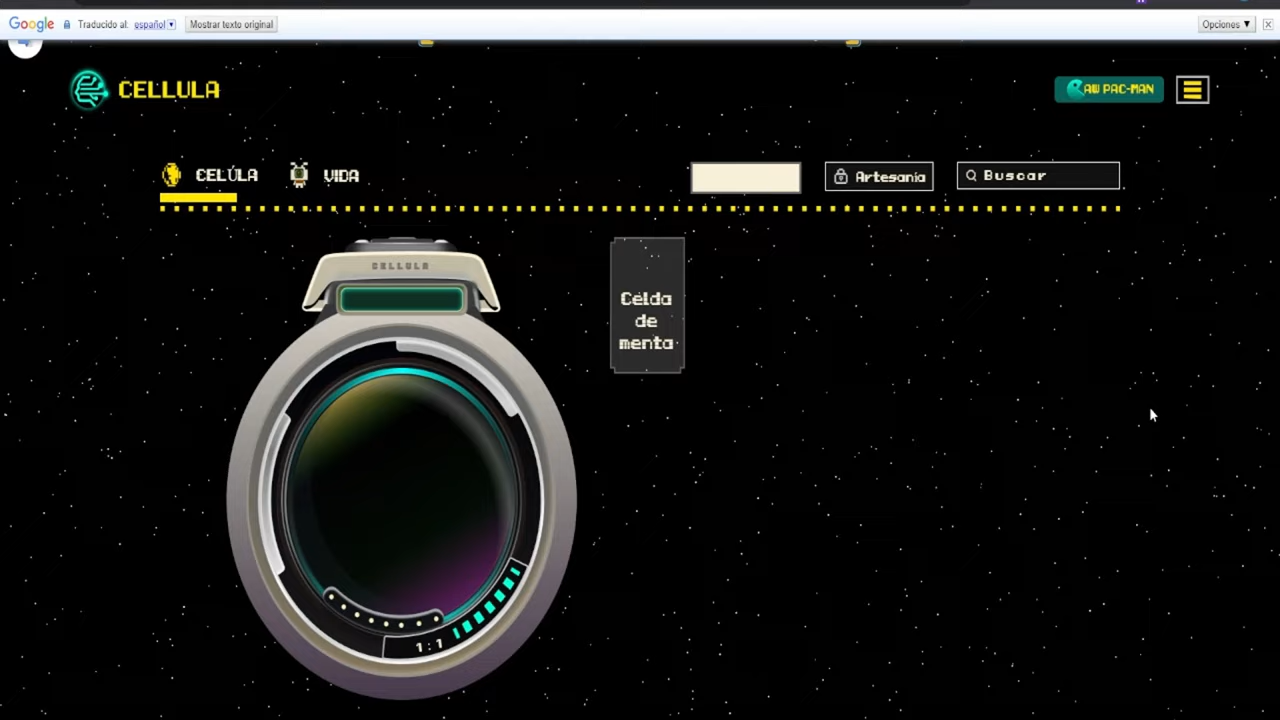 Google Traducido al: español Mostrar texto original Opciones
CELLULA
AW PAC-MAN
CELÚLA VIDA Artesanía Buscar
CELLULA
Celda
de
menta
1:1